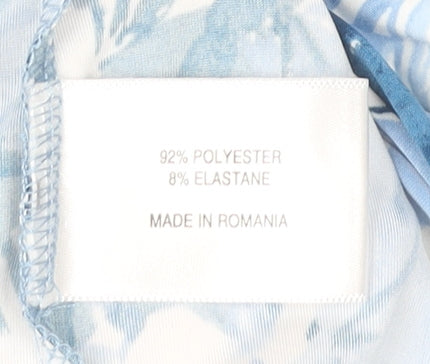 92% POLYESTER
8% ELASTANE
MADE IN ROMANIA